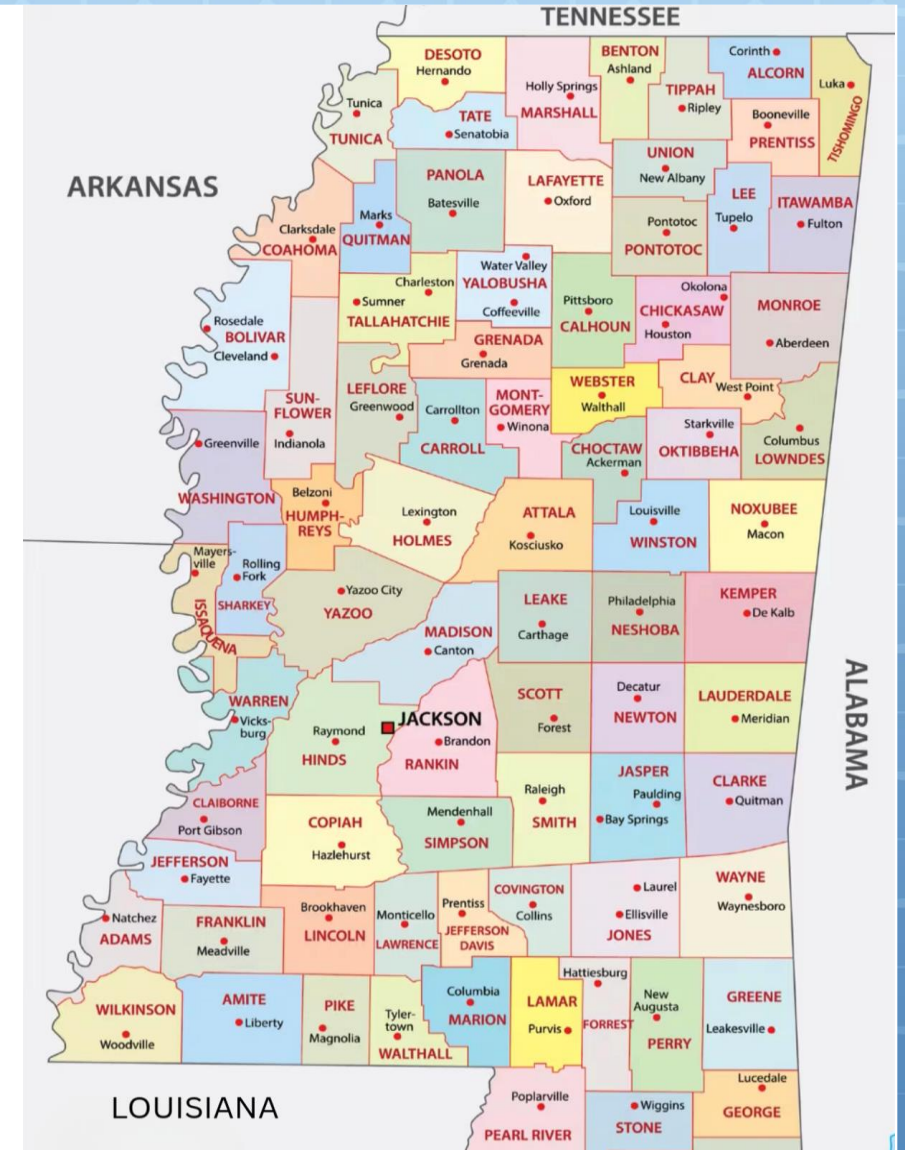 TENNESSEE
ARKANSAS
ALABAMA
LOUISIANA
DESOTO
Hernando
Holly Springs
MARSHALL
BENTON
Ashland
TIPPAH
Ripley
Corinth
ALCORN
Luka
TISHOMINGO
Tunica
TUNICA
TATE
Senatobia
Booneville
PRENTISS
UNION
New Albany
PANOLA
Batesville
LAFAYETTE
Oxford
LEE
Tupelo
ITAWAMBA
Fulton
Clarksdale
COAHOMA
Marks
QUITMAN
Pontotoc
PONTOTOC
Charleston
Sumner
TALLAHATCHIE
Water Valley
YALOBUSHA
Coffeeville
Pittsboro
CALHOUN
Okolona
CHICKASAW
Houston
MONROE
Aberdeen
Rosedale
BOLIVAR
Cleveland
GRENADA
Grenada
SUN-
FLOWER
Indianola
LEFLORE
Greenwood
Carrollton
CARROLL
MONT-
GOMERY
Winona
WEBSTER
Walthall
CLAY
West Point
Starkville
OKTIBBEHA
Columbus
LOWNDES
Greenville
WASHINGTON
CHOCTAW
Ackerman
Belzoni
HUMPH-
REYS
Lexington
HOLMES
ATTALA
Kosciusko
Louisville
WINSTON
NOXUBEE
Macon
Mayers-
ville
ISSAQUENA
Rolling
Fork
SHARKEY
Yazoo City
YAZOO
MADISON
Canton
LEAKE
Carthage
Philadelphia
NESHOBA
KEMPER
De Kalb
WARREN
Vicks-
burg
Raymond
HINDS
JACKSON
Brandon
RANKIN
SCOTT
Forest
Decatur
NEWTON
LAUDERDALE
Meridian
CLAIBORNE
Port Gibson
COPIAH
Hazlehurst
Mendenhall
SIMPSON
Raleigh
SMITH
JASPER
Paulding
Bay Springs
CLARKE
Quitman
JEFFERSON
Fayette
Natchez
ADAMS
FRANKLIN
Meadville
Brookhaven
LINCOLN
Monticello
LAWRENCE
Prentiss
JEFFERSON
DAVIS
COVINGTON
Collins
Laurel
Ellisville
JONES
WAYNE
Waynesboro
WILKINSON
Woodville
AMITE
Liberty
PIKE
Magnolia
Tyler-
town
WALTHALL
Columbia
MARION
LAMAR
Purvis
Hattiesburg
FORREST
New
Augusta
PERRY
GREENE
Leakesville
Poplarville
PEARL RIVER
Wiggins
STONE
Lucedale
GEORGE